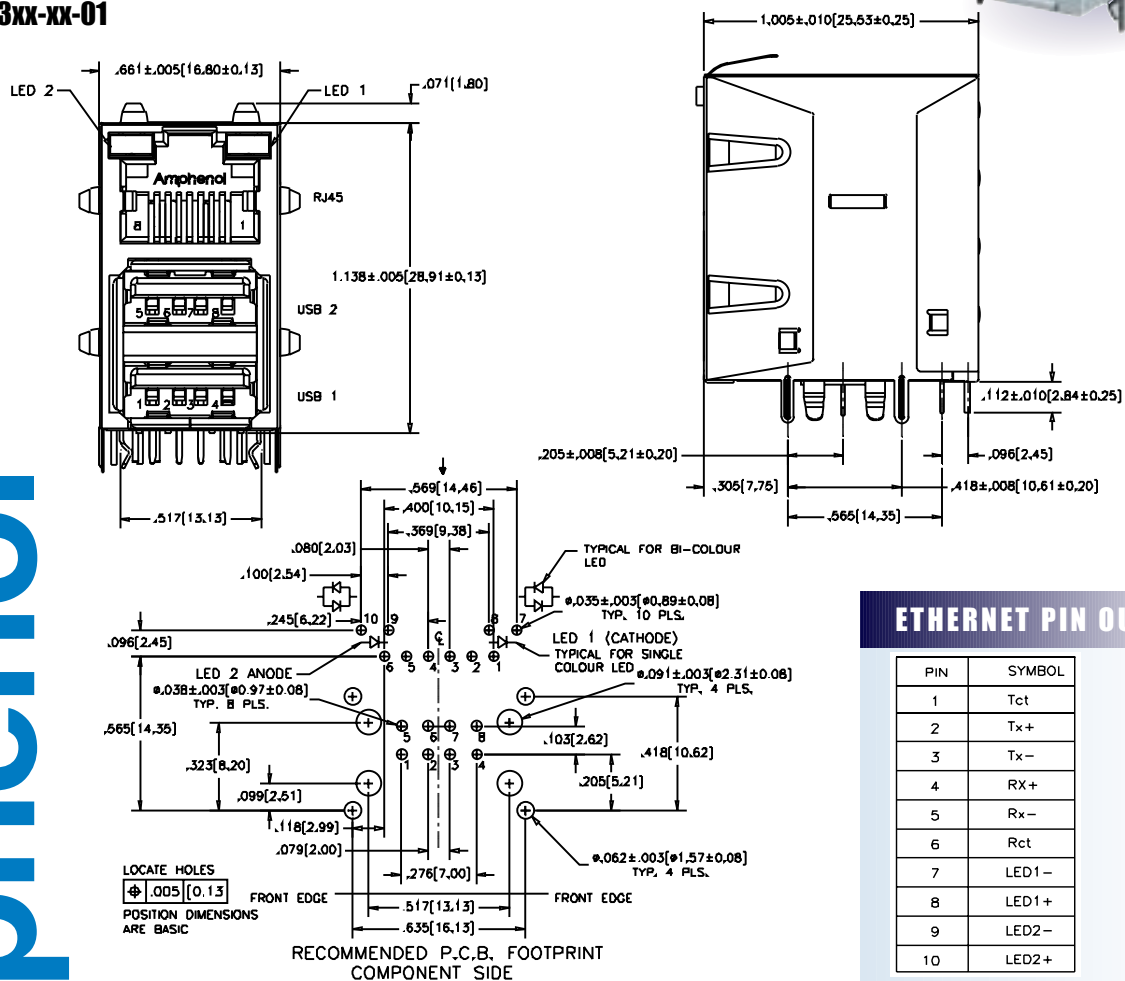 3xx-xx-01
1.005±.010[25.53±0.25]
.661±.005[16.80±0.13]
LED 2
LED 1
.071[1.80]
Amphenol
RJ45
8 1
1.138±.005[28.91±0.13]
USB 2
5 6 7 8
USB 1
1 2 3 4
.517[13.13]
.112±.010[2.84±0.25]
.205±.008[5.21±0.20]
.096[2.45]
.305[7.75]
.418±.008[10.61±0.20]
.565[14.35]
.569[14.46]
.400[10.15]
.369[9.38]
.080[2.03]
.100[2.54]
TYPICAL FOR BI-COLOUR
LED
.245[6.22]
ø.035±.003[ø0.89±0.08]
TYP. 10 PLS.
10 9 8 7
.096[2.45]
LED 1 (CATHODE)
TYPICAL FOR SINGLE
COLOUR LED
LED 2 ANODE
6 5 4 3 2 1
ø.038±.003[ø0.97±0.08]
TYP. 8 PLS.
ø.091±.003[ø2.31±0.08]
TYP. 4 PLS.
.565[14.35]
5 6 7 8
.103[2.62]
.418[10.62]
.323[8.20]
1 2 3 4
.205[5.21]
.099[2.51]
.118[2.99]
.079[2.00]
.276[7.00]
ø.062±.003[ø1.57±0.08]
TYP. 4 PLS.
LOCATE HOLES
⌖ .005 [0.13
POSITION DIMENSIONS
ARE BASIC
FRONT EDGE
FRONT EDGE
.517[13.13]
.635[16.13]
RECOMMENDED P.C.B. FOOTPRINT
COMPONENT SIDE
ETHERNET PIN OU
PIN SYMBOL
1 Tct
2 Tx+
3 Tx-
4 RX+
5 Rx-
6 Rct
7 LED1-
8 LED1+
9 LED2-
10 LED2+